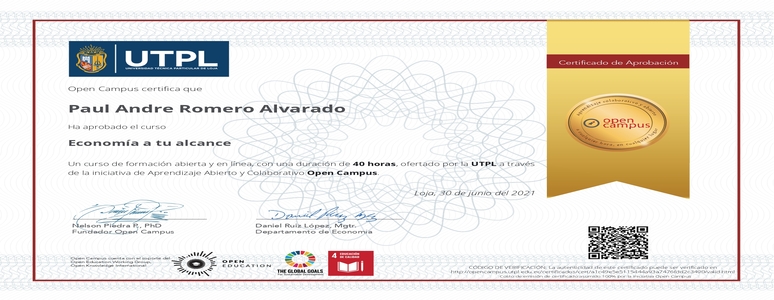 UTPL
UNIVERSIDAD TÉCNICA PARTICULAR DE LOJA
Certificado de Aprobación
Open Campus certifica que
Paul Andre Romero Alvarado
Ha aprobado el curso
Economía a tu alcance
open
campus
Un curso de formación abierta y en línea, con una duración de 40 horas, ofertado por la UTPL a través
de la iniciativa de Aprendizaje Abierto y Colaborativo Open Campus.
Loja, 30 de junio del 2021
Nelson Piedra P., PhD
Fundador Open Campus
Daniel Ruiz López, Mgtr.
Departamento de Economía
Open Campus cuenta con el soporte de:
Open Education Working Group,
Open Knowledge International
OPEN
EDUCATION
THE GLOBAL GOALS
For Sustainable Development
4 EDUCACIÓN
DE CALIDAD
CÓDIGO DE VERIFICACIÓN: La autenticidad de este certificado puede ser verificada en